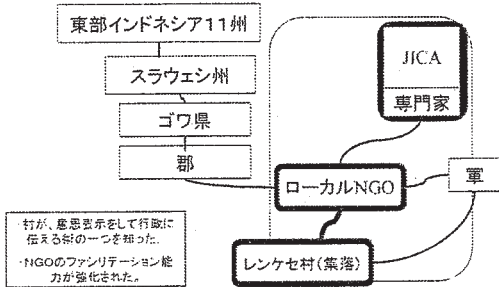 東部インドネシア11州
スラウェシ州
ゴワ県
郡
JICA
専門家
ローカルNGO
軍
レンケセ村(集落)
・村が、意思表示をして行政に
伝える術の一つを知った。
・NGOのファシリテーション能
力が強化された。